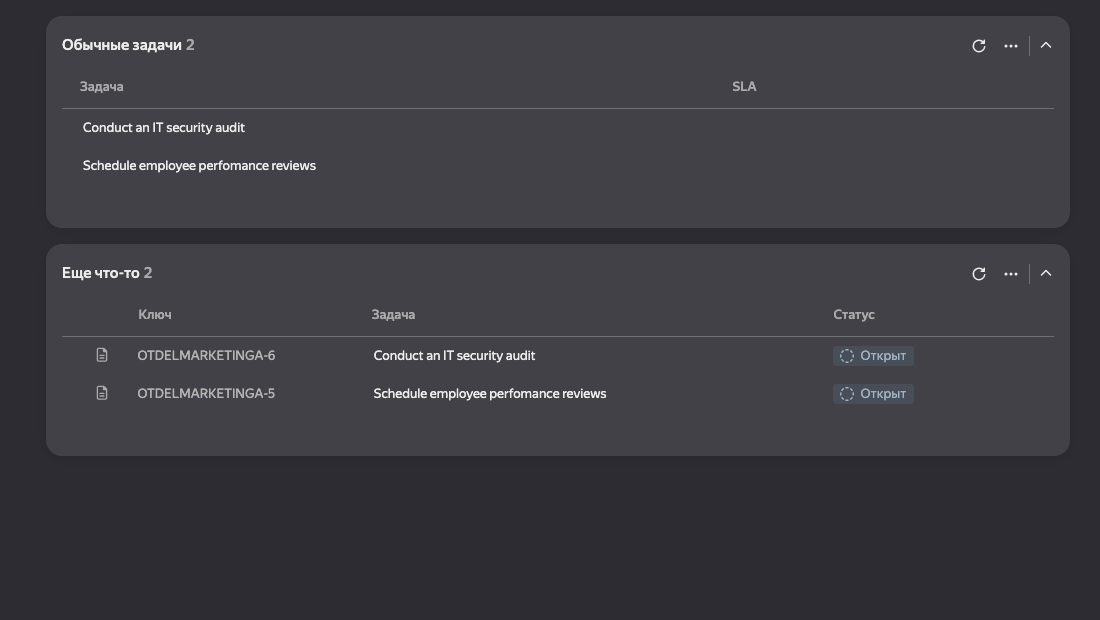 Обычные задачи 2
Задача SLA
Conduct an IT security audit
Schedule employee perfomance reviews
Еще что-то 2
Ключ Задача Статус
OTDELMARKETINGA-6 Conduct an IT security audit Открыт
OTDELMARKETINGA-5 Schedule employee perfomance reviews Открыт